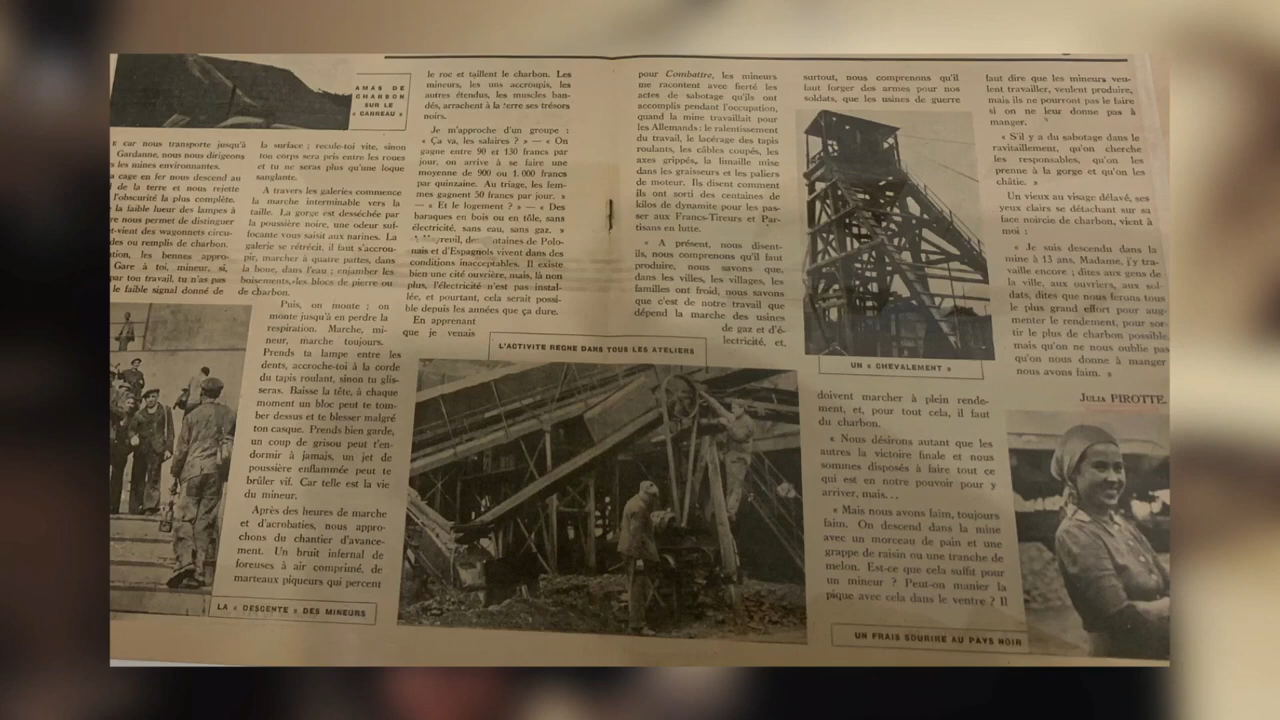 AMAS DE
CHARBON
SUR LE
« CARREAU »
car nous transporte jusqu'à
Gardanne, nous nous dirigeons
les mines environnantes.
cage en fer nous descend au
de la terre et nous rejette
l'obscurité la plus complète.
la faible lueur des lampes à
nous permet de distinguer
des wagonnets circu-
ou remplis de charbon.
les bennes appro-
Gare à toi, mineur, si,
par ton travail, tu n'as pas
le faible signal donné de
la surface ; recule-toi vite, sinon
ton corps sera pris entre les roues
et tu ne seras plus qu'une loque
sanglante.
A travers les galeries commence
la marche interminable vers la
taille. La gorge est desséchée par
la poussière noire, une odeur suf-
focante vous saisit aux narines. La
galerie se rétrécit, il faut s'accrou-
pir, marcher à quatre pattes, dans
la boue, dans l'eau ; enjamber les
boisements, les blocs de pierre ou
de charbon.
Puis, on monte ; on
monte jusqu'à en perdre la
respiration. Marche, mi-
neur, marche toujours.
Prends ta lampe entre les
dents, accroche-toi à la corde
du tapis roulant, sinon tu glis-
seras. Baisse la tête, à chaque
moment un bloc peut te tom-
ber dessus et te blesser malgré
ton casque. Prends bien garde,
un coup de grisou peut t'en-
dormir à jamais, un jet de
poussière enflammée peut te
brûler vif. Car telle est la vie
du mineur.
Après des heures de marche
et d'acrobaties, nous appro-
chons du chantier d'avance-
ment. Un bruit infernal de
foreuses à air comprimé, de
marteaux piqueurs qui percent
LA « DESCENTE » DES MINEURS
le roc et taillent le charbon. Les
mineurs, les uns accroupis, les
autres étendus, les muscles ban-
dés, arrachent à la terre ses trésors
noirs.
Je m'approche d'un groupe :
« Ça va, les salaires ? » — « On
gagne entre 90 et 130 francs par
jour, on arrive à se faire une
moyenne de 900 ou 1.000 francs
par quinzaine. Au triage, les fem-
mes gagnent 50 francs par jour. »
— « Et le logement ? » — « Des
baraques en bois ou en tôle, sans
électricité, sans eau, sans gaz. »
des taines de Polo-
nais et d'Espagnols vivent dans des
conditions inacceptables. Il existe
bien une cité ouvrière, mais, là non
plus, l'électricité n'est pas instal-
lée, et pourtant, cela serait possi-
ble depuis les années que ça dure.
En apprenant
que je venais
L'ACTIVITE REGNE DANS TOUS LES ATELIERS
pour Combattre, les mineurs
me racontent avec fierté les
actes de sabotage qu'ils ont
accomplis pendant l'occupation,
quand la mine travaillait pour
les Allemands : le ralentissement
du travail, le lacérage des tapis
roulants, les câbles coupés, les
axes grippés, la limaille mise
dans les graisseurs et les paliers
de moteur. Ils disent comment
ils ont sorti des centaines de
kilos de dynamite pour les pas-
ser aux Francs-Tireurs et Par-
tisans en lutte.
« A présent, nous disent-
ils, nous comprenons qu'il faut
produire, nous savons que,
dans les villes, les villages, les
familles ont froid, nous savons
que c'est de notre travail que
dépend la marche des usines
de gaz et d'é-
lectricité, et,
surtout, nous comprenons qu'il
faut forger des armes pour nos
soldats, que les usines de guerre
UN « CHEVALEMENT »
doivent marcher à plein rende-
ment, et, pour tout cela, il faut
du charbon.
« Nous désirons autant que les
autres la victoire finale et nous
sommes disposés à faire tout ce
qui est en notre pouvoir pour y
arriver, mais...
« Mais nous avons faim, toujours
faim. On descend dans la mine
avec un morceau de pain et une
grappe de raisin ou une tranche de
melon. Est-ce que cela suffit pour
un mineur ? Peut-on manier la
pique avec cela dans le ventre ? Il
faut dire que les mineurs veu-
lent travailler, veulent produire,
mais ils ne pourront pas le faire
si on ne leur donne pas à
manger.
« S'il y a du sabotage dans le
ravitaillement, qu'on cherche
les responsables, qu'on les
prenne à la gorge et qu'on les
châtie. »
Un vieux au visage délavé, ses
yeux clairs se détachant sur sa
face noircie de charbon, vient à
moi :
« Je suis descendu dans la
mine à 13 ans, Madame, j'y tra-
vaille encore ; dites aux gens de
la ville, aux ouvriers, aux sol-
dats, dites que nous ferons tous
le plus grand effort pour aug-
menter le rendement, pour sor-
tir le plus de charbon possible,
mais qu'on ne nous oublie pas
qu'on nous donne à manger
nous avons faim. »
JULIA PIROTTE.
UN FRAIS SOURIRE AU PAYS NOIR